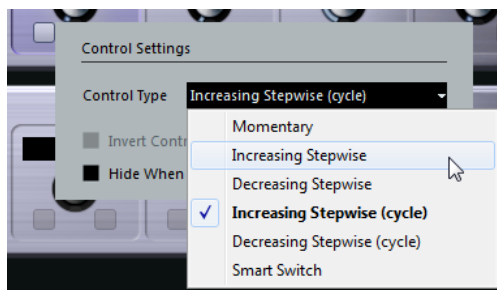 Control Settings
Control Type Increasing Stepwise (cycle)
Momentary
Invert Contr
Increasing Stepwise
Hide When
Decreasing Stepwise
Increasing Stepwise (cycle)
Decreasing Stepwise (cycle)
Smart Switch